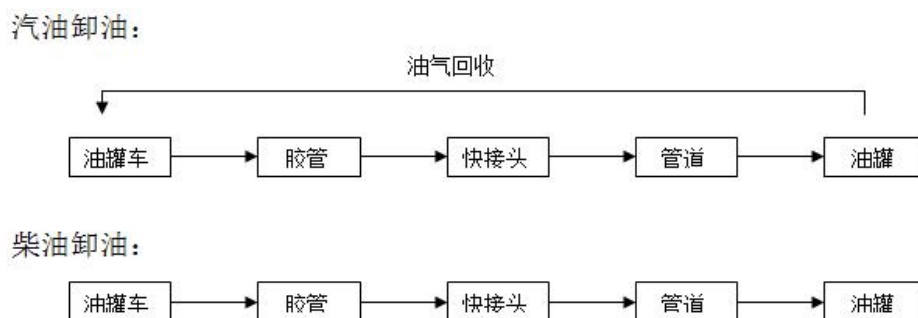 汽油卸油：
油气回收
油罐车 胶管 快接头 管道 油罐
柴油卸油：
油罐车 胶管 快接头 管道 油罐